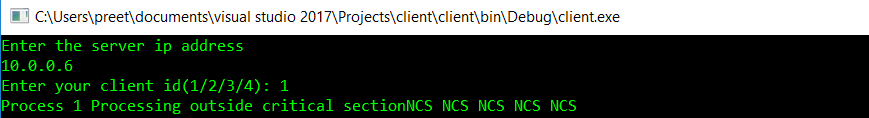 C:\Users\preet\documents\visual studio 2017\Projects\client\client\bin\Debug\client.exe
Enter the server ip address
10.0.0.6
Enter your client id(1/2/3/4): 1
Process 1 Processing outside critical sectionNCS NCS NCS NCS NCS